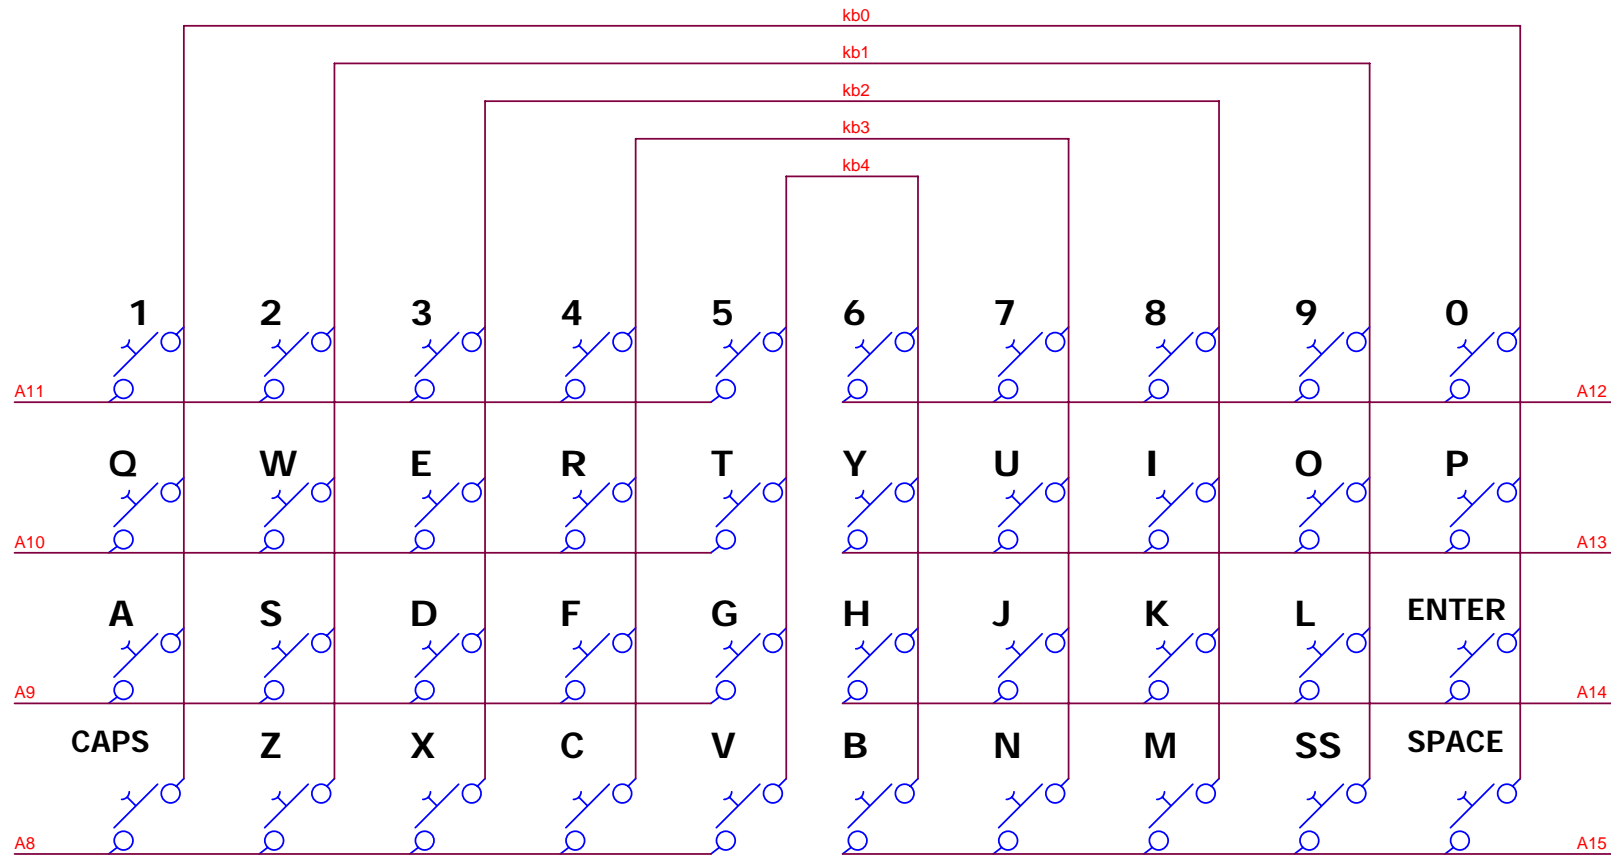 kb0
kb1
kb2
kb3
kb4
1 2 3 4 5 6 7 8 9 0
A11 A12
Q W E R T Y U I O P
A10 A13
A S D F G H J K L ENTER
A9 A14
CAPS Z X C V B N M SS SPACE
A8 A15